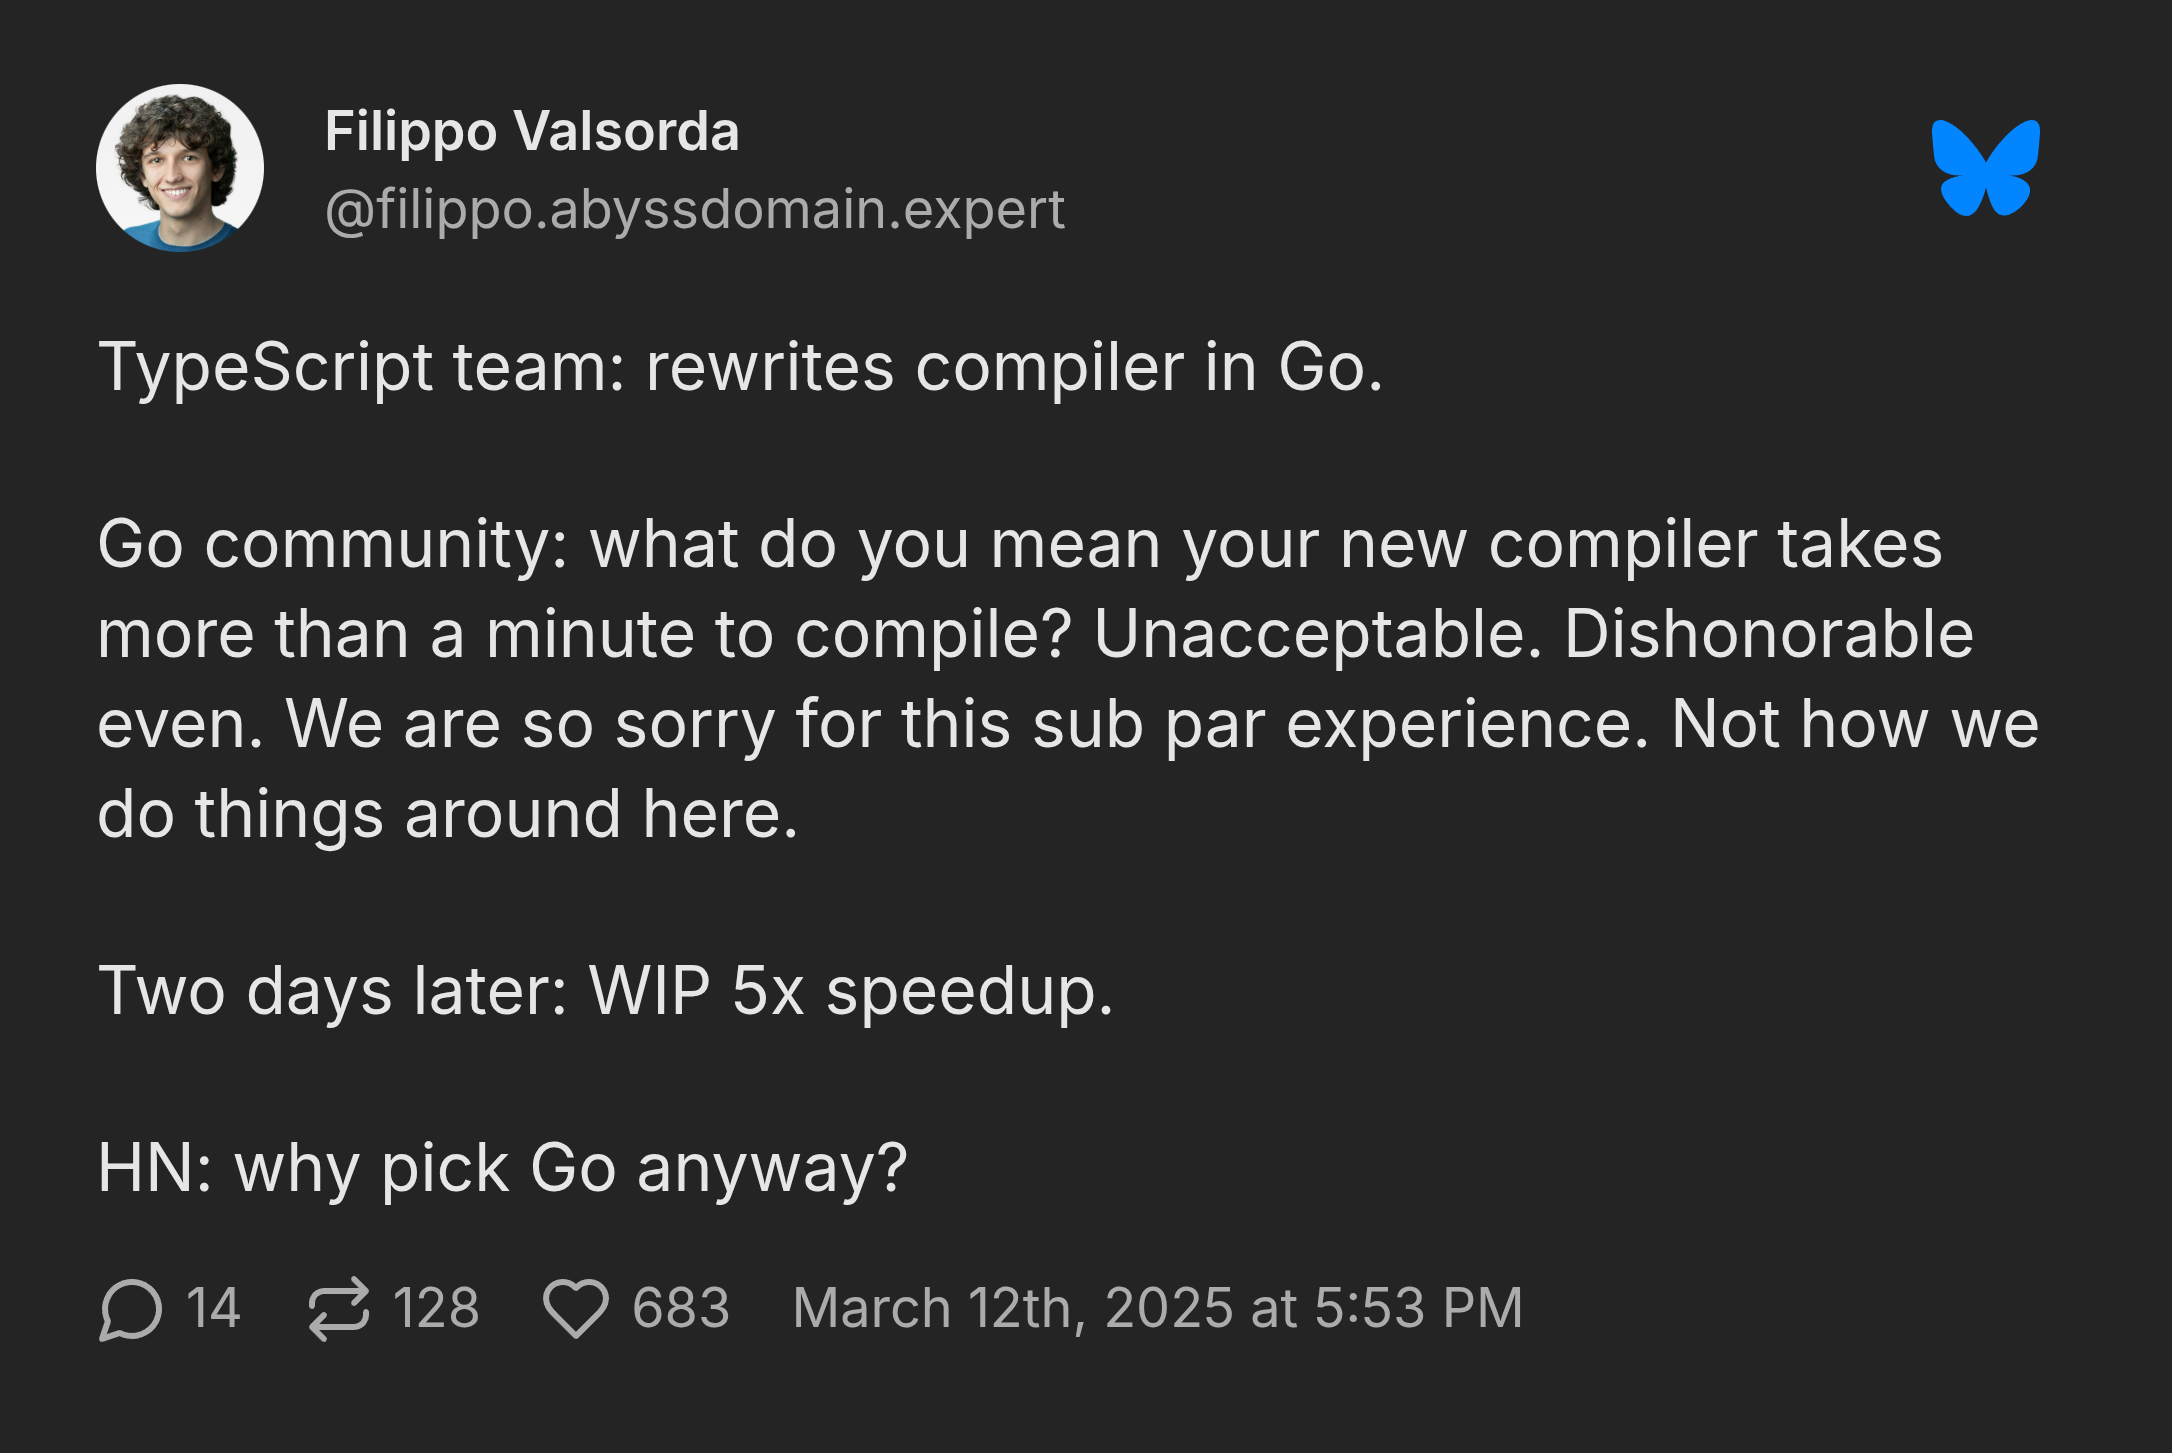 Filippo Valsorda
@filippo.abyssdomain.expert
TypeScript team: rewrites compiler in Go.
Go community: what do you mean your new compiler takes
more than a minute to compile? Unacceptable. Dishonorable
even. We are so sorry for this sub par experience. Not how we
do things around here.
Two days later: WIP 5x speedup.
HN: why pick Go anyway?
14 128 683 March 12th, 2025 at 5:53 PM